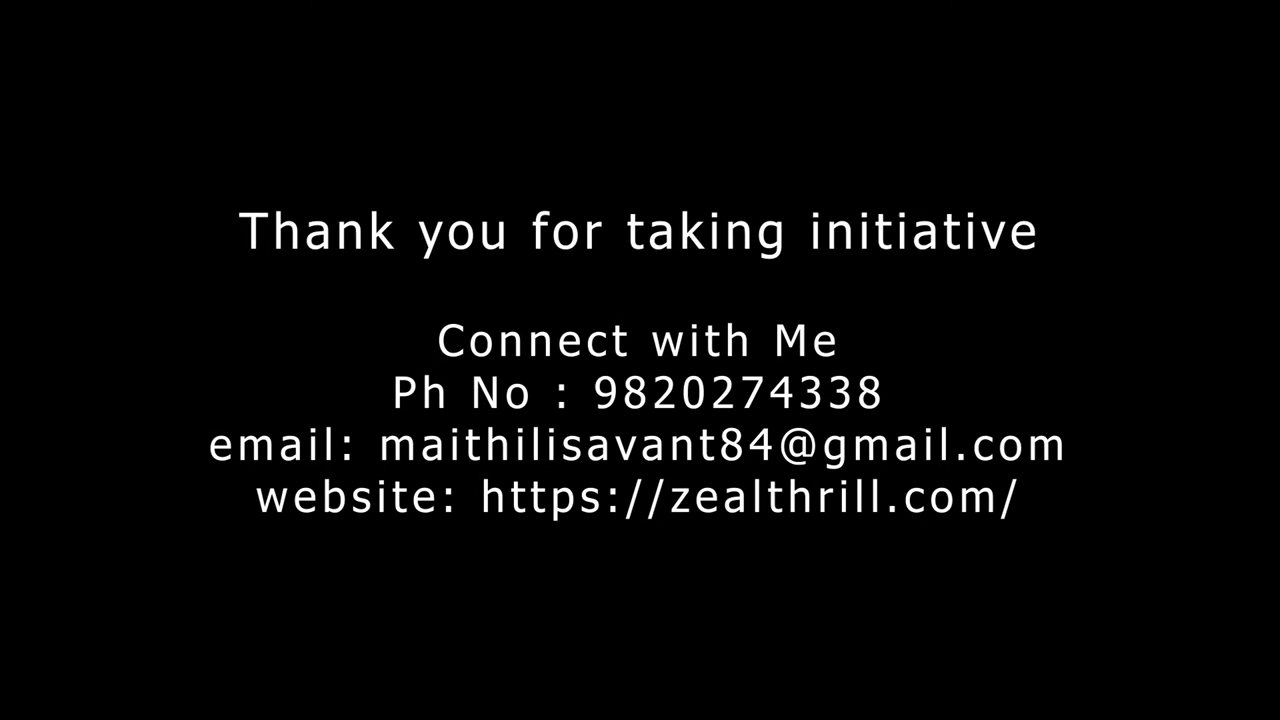 Thank you for taking initiative
Connect with Me
Ph No : 9820274338
email: maithilisavant84@gmail.com
website: https://zealthrill.com/